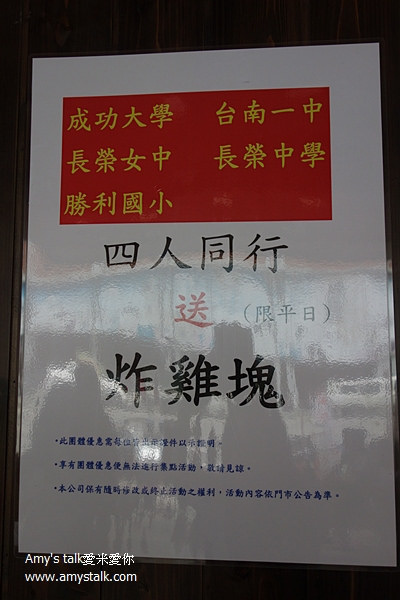 成功大學 台南一中
長榮女中 長榮中學
勝利國小
四人同行
送 （限平日）
炸雞塊
•此團體優惠需每位皆出示證件以示證明。
•享有團體優惠便無法進行集點活動，敬請見諒。
•本公司保有隨時修改或終止活動之權利，活動內容依門市公告為準。
Amy's talk愛米愛你
www.amystalk.com